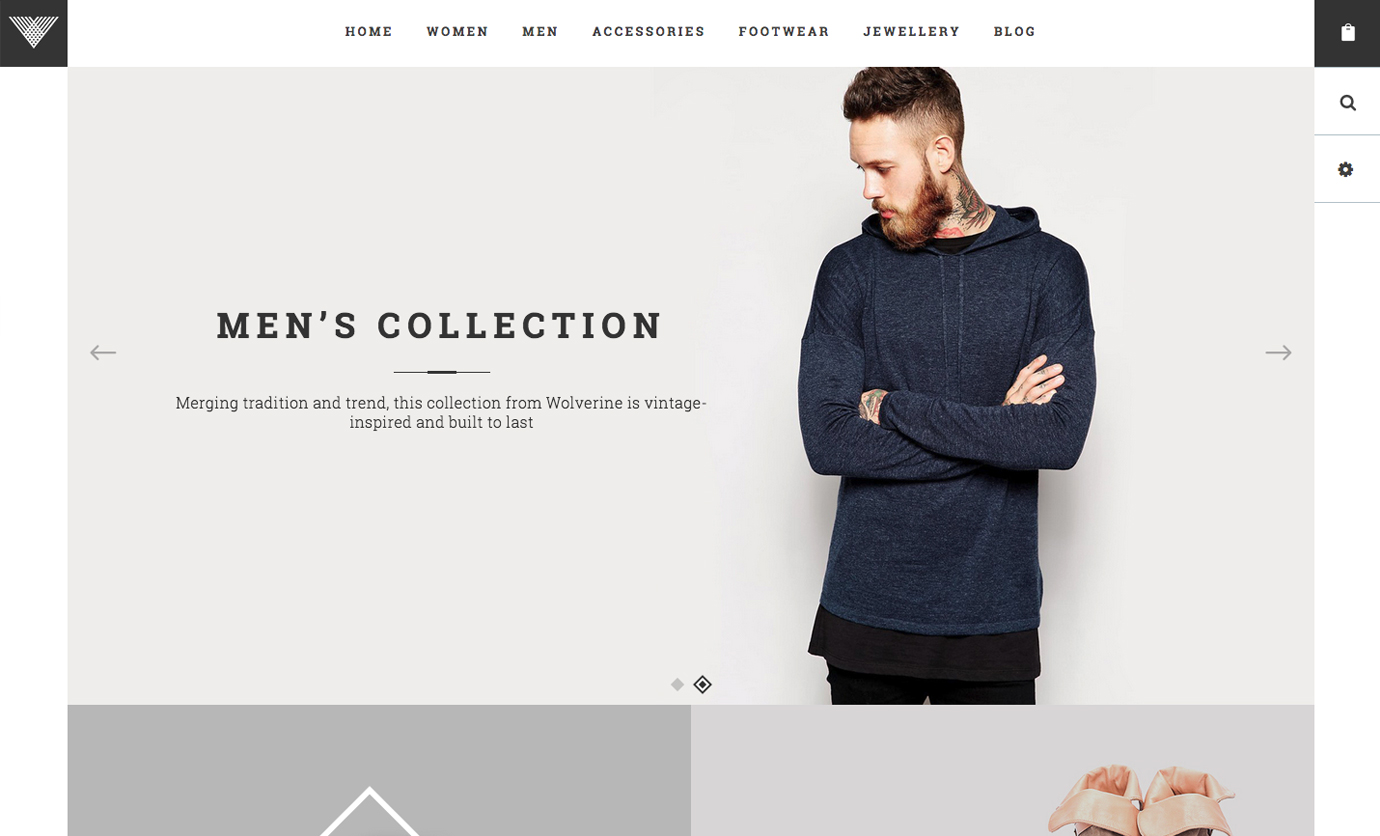 HOME WOMEN MEN ACCESSORIES FOOTWEAR JEWELLERY BLOG
MEN’S COLLECTION
Merging tradition and trend, this collection from Wolverine is vintage-
inspired and built to last